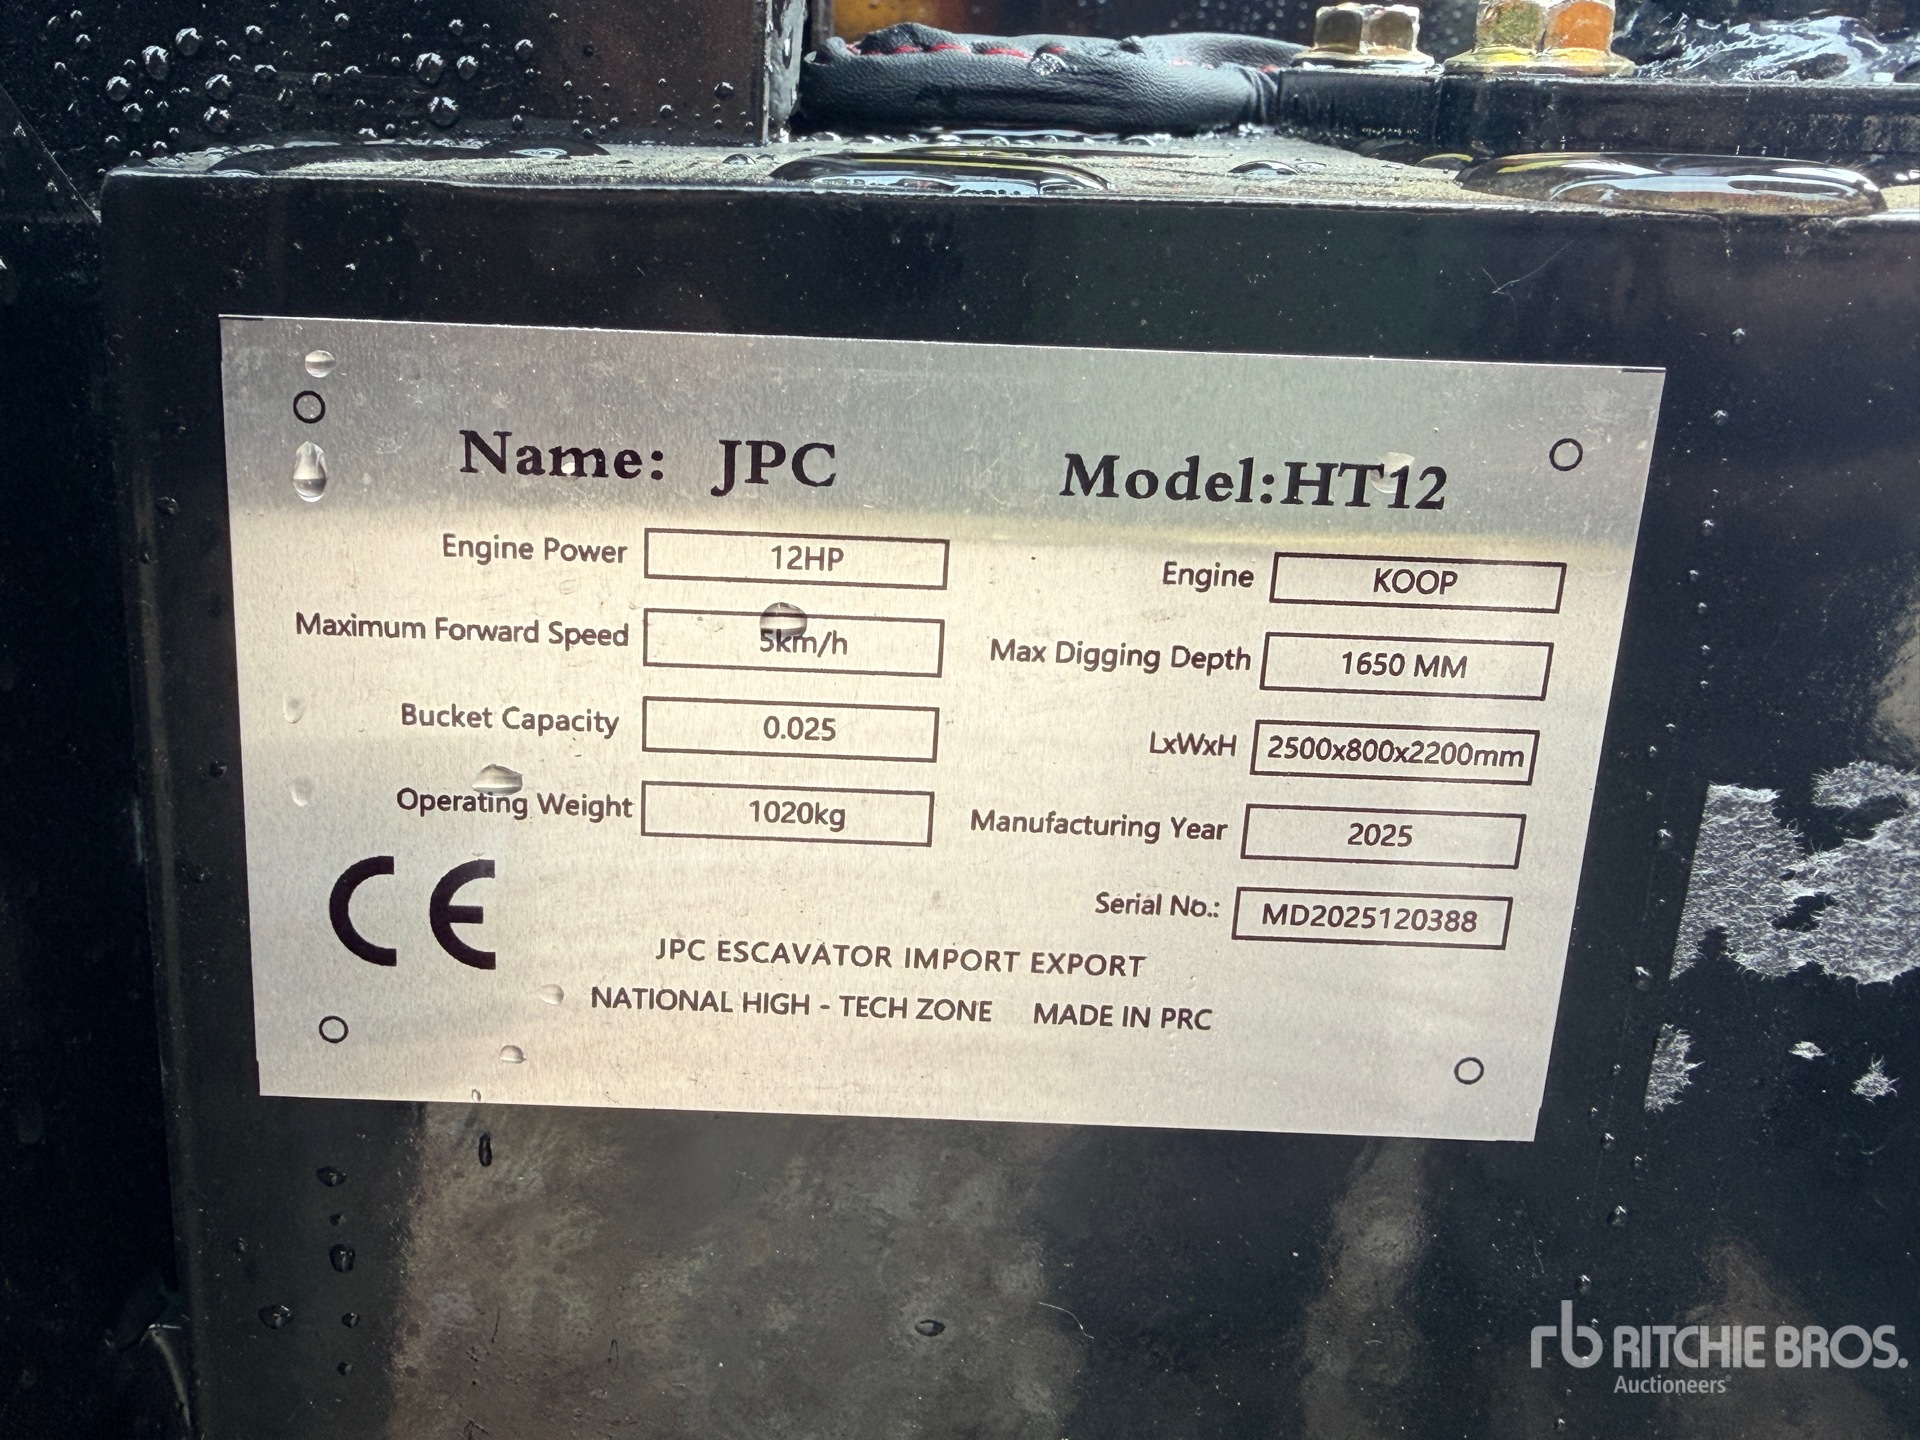 Name: JPC Model:HT12
Engine Power 12HP Engine KOOP
Maximum Forward Speed 5km/h Max Digging Depth 1650 MM
Bucket Capacity 0.025 LxWxH 2500x800x2200mm
Operating Weight 1020kg Manufacturing Year 2025
CE Serial No.: MD2025120388
JPC ESCAVATOR IMPORT EXPORT
NATIONAL HIGH - TECH ZONE MADE IN PRC
rb RITCHIE BROS.
Auctioneers